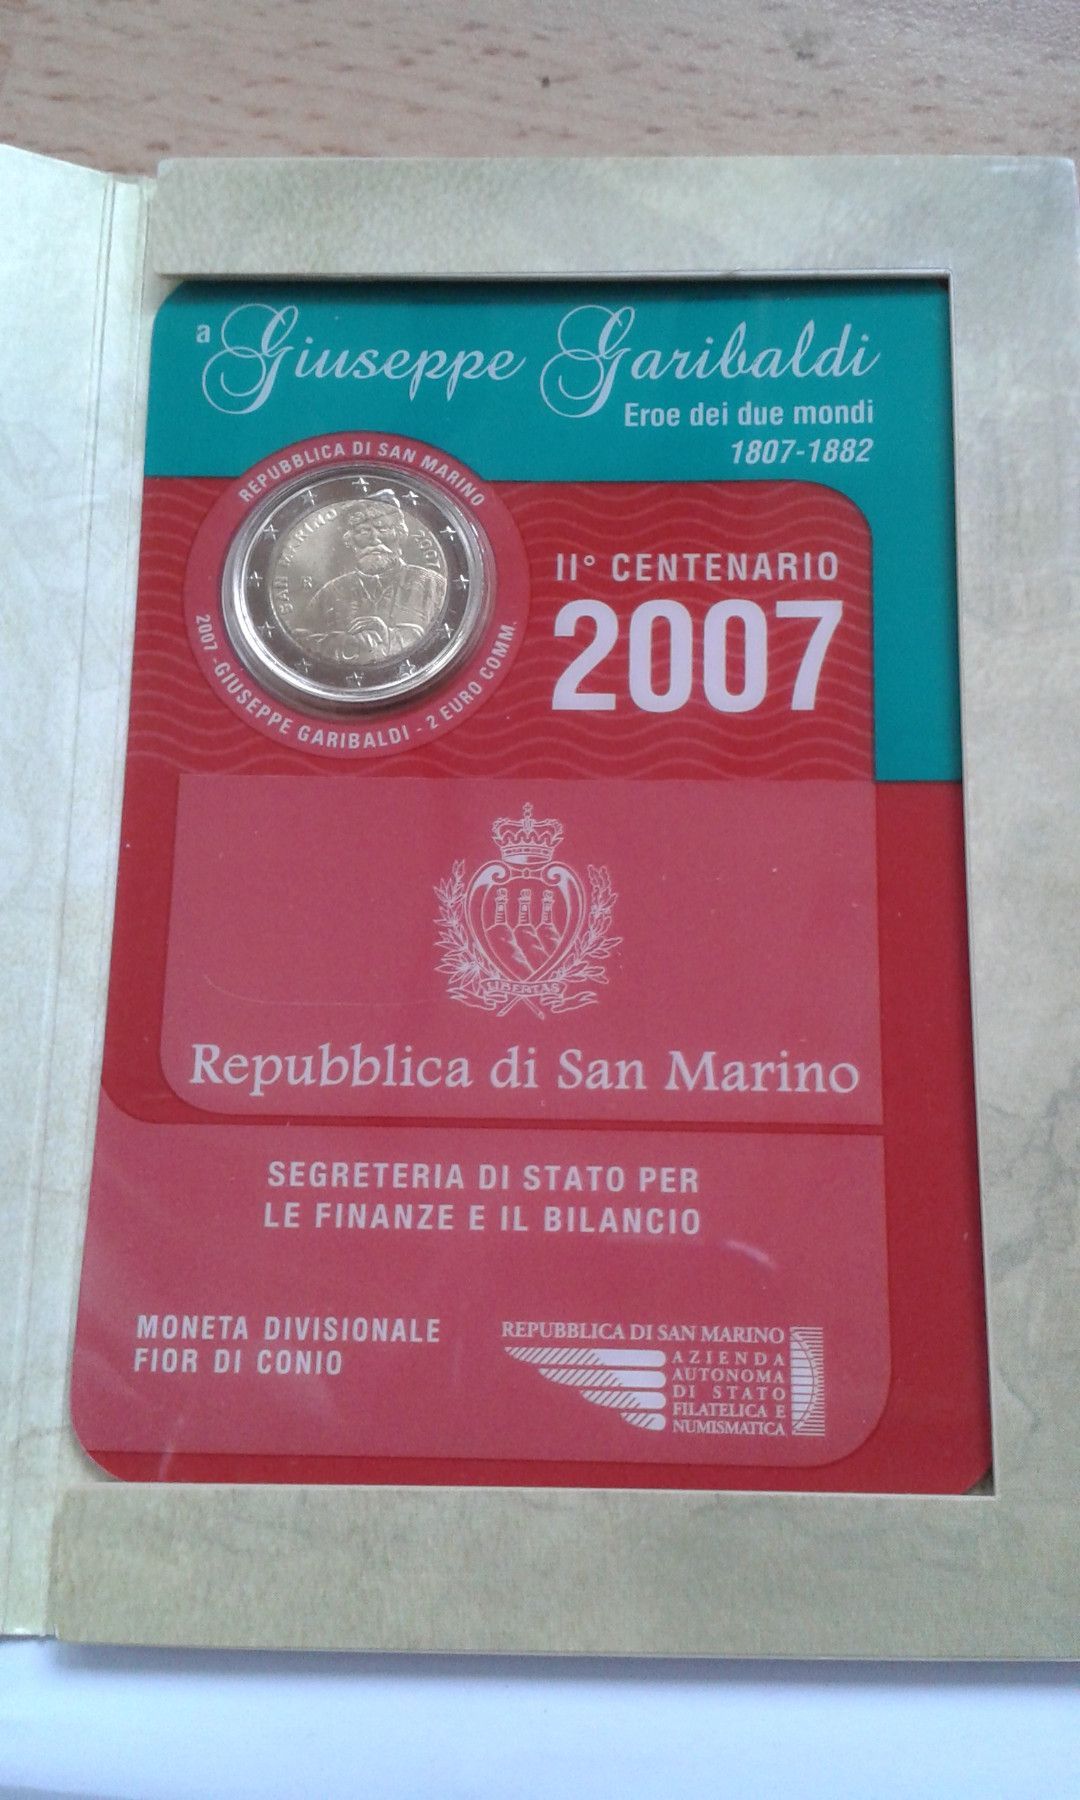 a Giuseppe Garibaldi
Eroe dei due mondi
1807-1882
REPUBBLICA DI SAN MARINO
SAN MARINO 2007
R
2007 - GIUSEPPE GARIBALDI - 2 EURO COMM.
II° CENTENARIO
2007
LIBERTAS
Repubblica di San Marino
SEGRETERIA DI STATO PER
LE FINANZE E IL BILANCIO
MONETA DIVISIONALE
FIOR DI CONIO
REPUBBLICA DI SAN MARINO
AZIENDA
AUTONOMA
DI STATO
FILATELICA E
NUMISMATICA